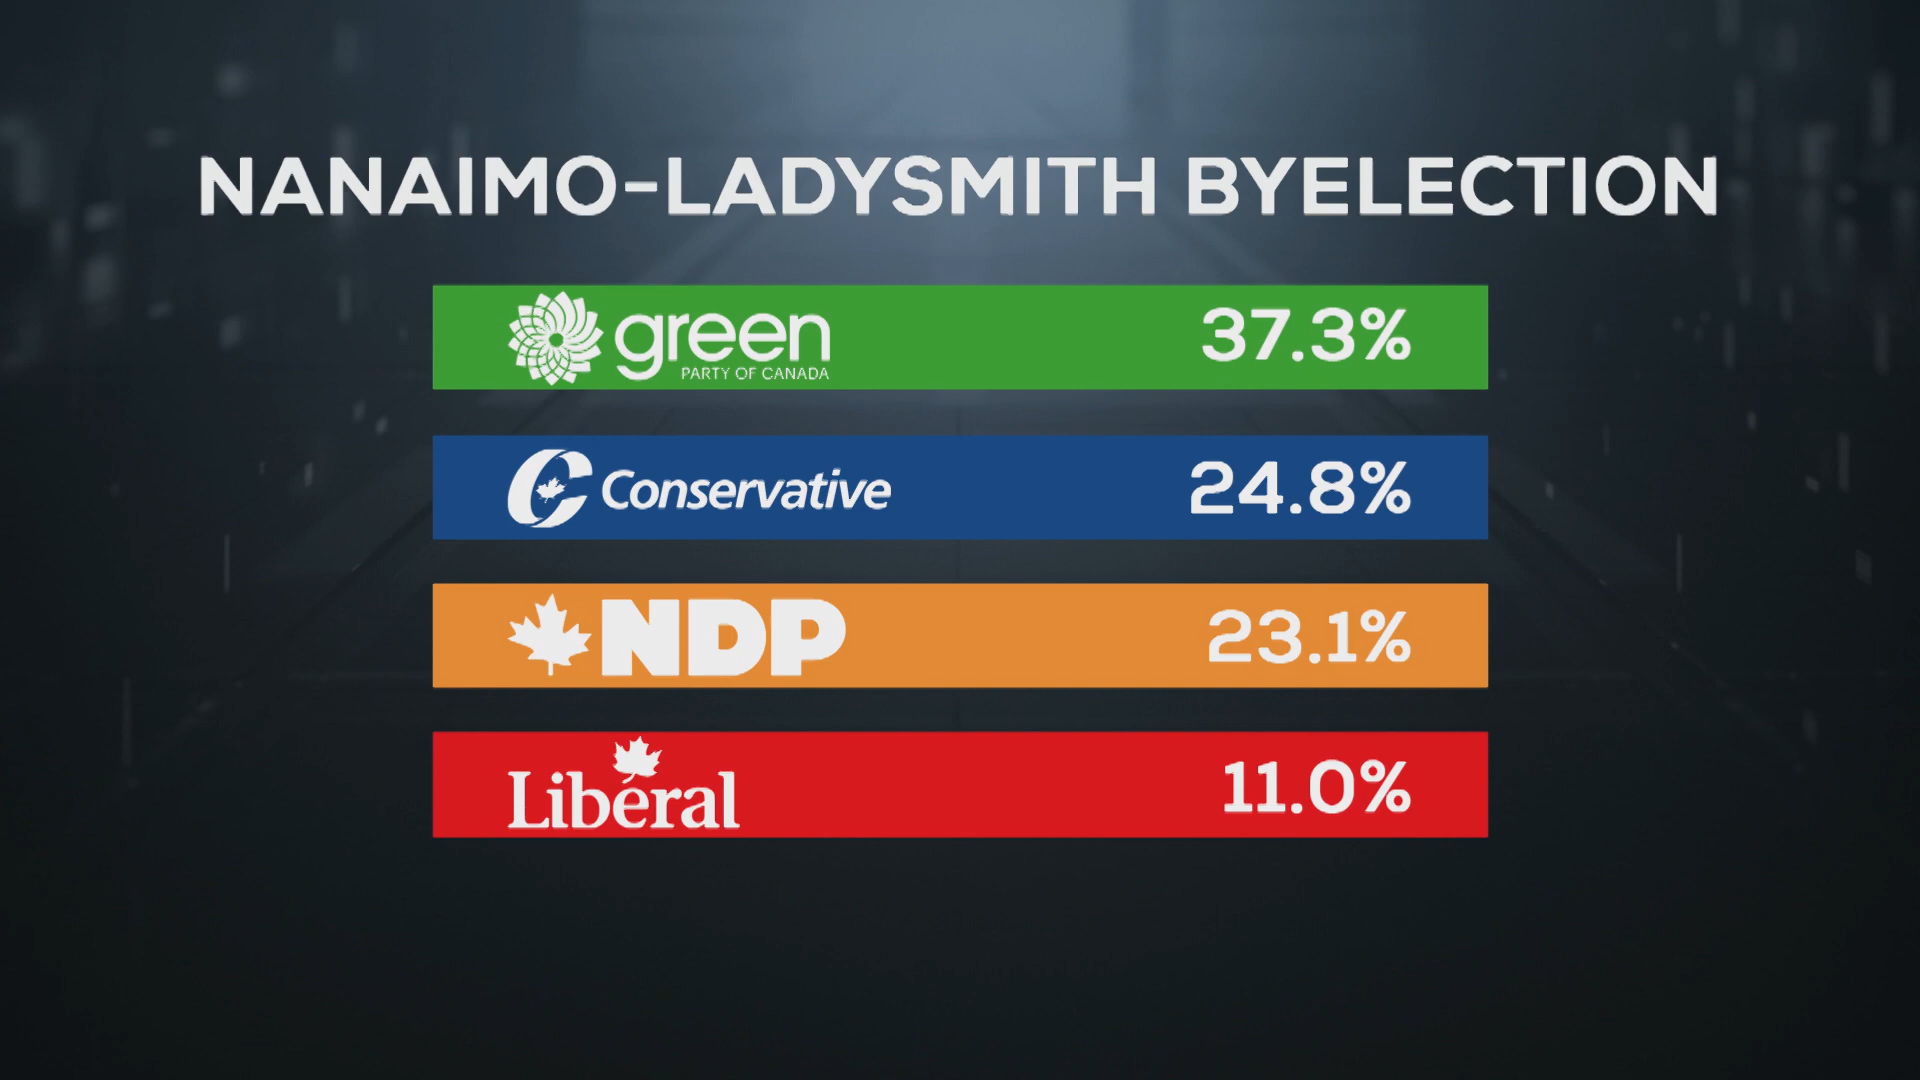 NANAIMO-LADYSMITH BYELECTION
green 37.3%
PARTY OF CANADA
Conservative 24.8%
NDP 23.1%
Liberal 11.0%